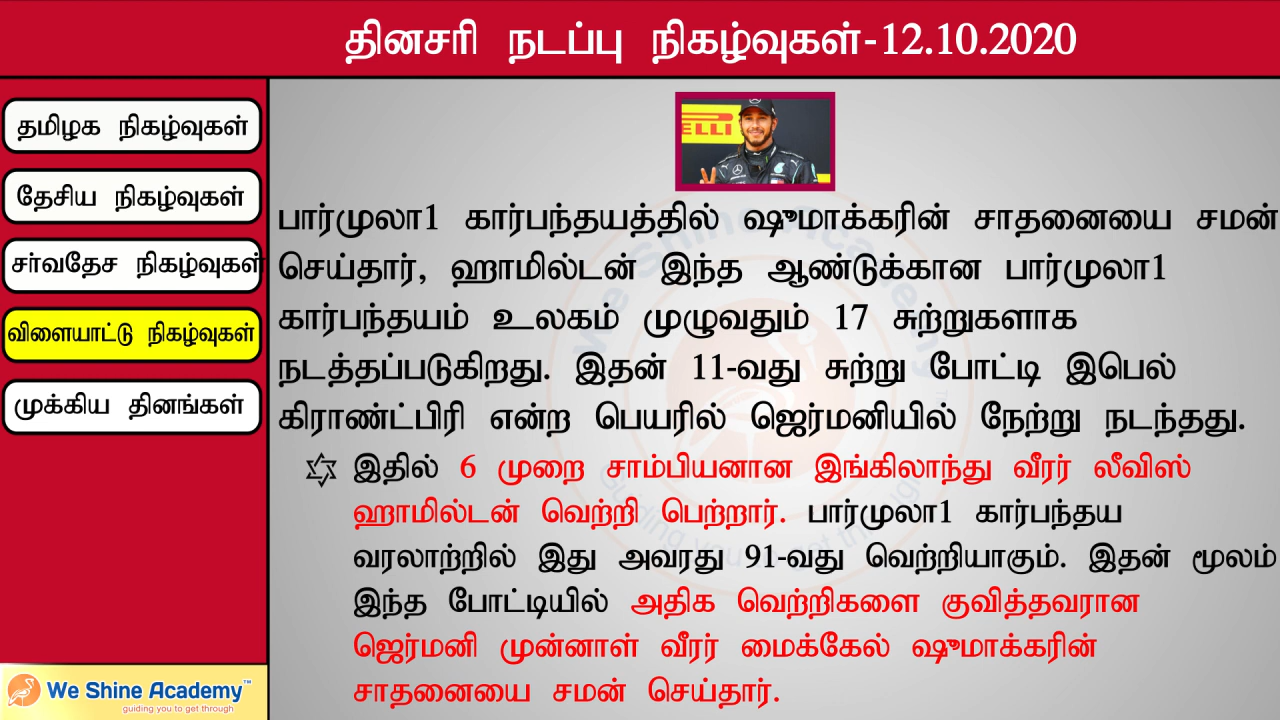 தினசரி நடப்பு நிகழ்வுகள்-12.10.2020
தமிழக நிகழ்வுகள்
தேசிய நிகழ்வுகள்
சர்வதேச நிகழ்வுகள்
விளையாட்டு நிகழ்வுகள்
முக்கிய தினங்கள்
ELLI
பார்முலா1 கார்பந்தயத்தில் ஷுமாக்கரின் சாதனையை சமன்
செய்தார், ஹாமில்டன் இந்த ஆண்டுக்கான பார்முலா1
கார்பந்தயம் உலகம் முழுவதும் 17 சுற்றுகளாக
நடத்தப்படுகிறது. இதன் 11-வது சுற்று போட்டி இபெல்
கிராண்ட்பிரி என்ற பெயரில் ஜெர்மனியில் நேற்று நடந்தது.
இதில் 6 முறை சாம்பியனான இங்கிலாந்து வீரர் லீவிஸ்
ஹாமில்டன் வெற்றி பெற்றார். பார்முலா1 கார்பந்தய
வரலாற்றில் இது அவரது 91-வது வெற்றியாகும். இதன் மூலம்
இந்த போட்டியில் அதிக வெற்றிகளை குவித்தவரான
ஜெர்மனி முன்னாள் வீரர் மைக்கேல் ஷுமாக்கரின்
சாதனையை சமன் செய்தார்.
We Shine Academy™
guiding you to get through